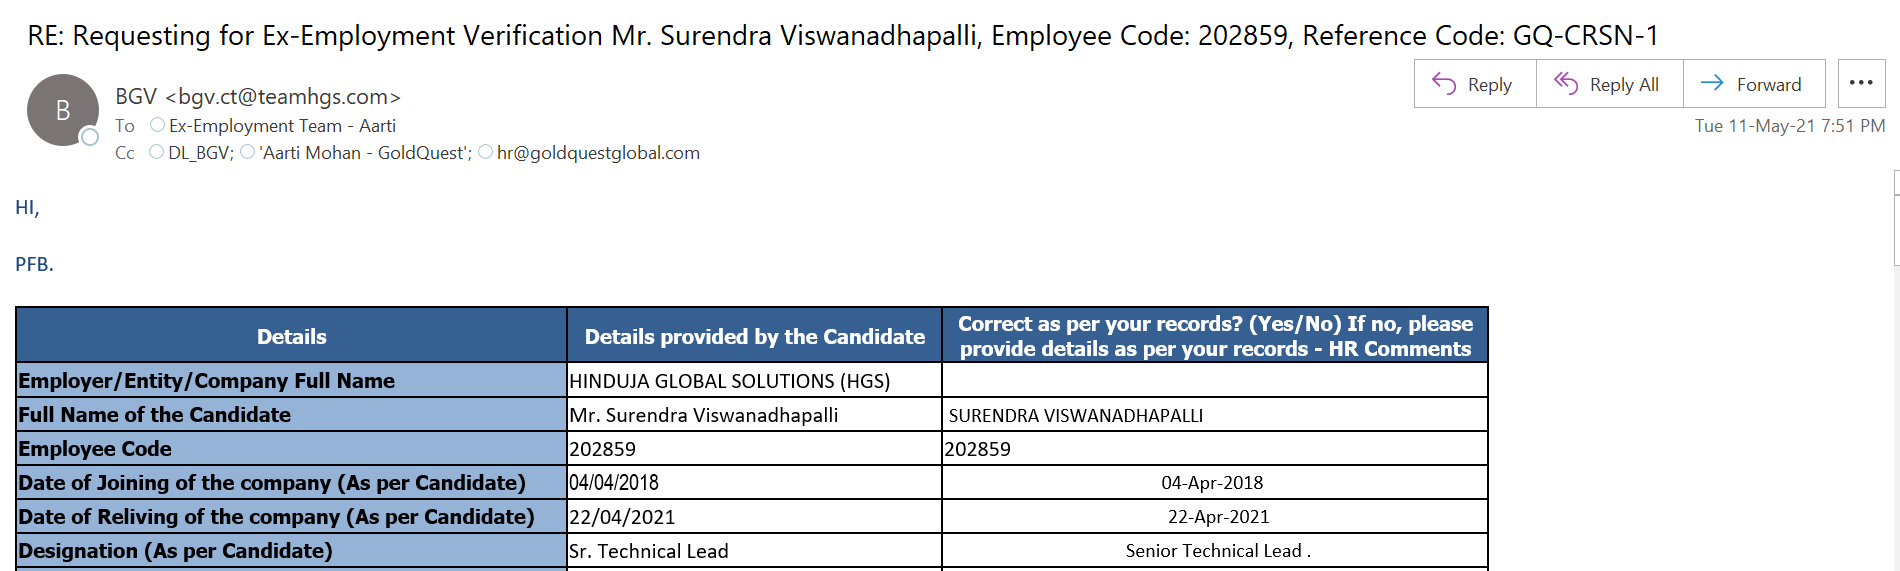 RE: Requesting for Ex-Employment Verification Mr. Surendra Viswanadhapalli, Employee Code: 202859, Reference Code: GQ-CRSN-1
B
BGV <bgv.ct@teamhgs.com>
Reply
Reply All
Forward
To Ex-Employment Team - Aarti
Tue 11-May-21 7:51 PM
Cc DL_BGV; 'Aarti Mohan - GoldQuest'; hr@goldquestglobal.com
HI,
PFB.
Details
Details provided by the Candidate
Correct as per your records? (Yes/No) If no, please
provide details as per your records - HR Comments
Employer/Entity/Company Full Name HINDUJA GLOBAL SOLUTIONS (HGS)
Full Name of the Candidate Mr. Surendra Viswanadhapalli SURENDRA VISWANADHAPALLI
Employee Code 202859 202859
Date of Joining of the company (As per Candidate) 04/04/2018 04-Apr-2018
Date of Reliving of the company (As per Candidate) 22/04/2021 22-Apr-2021
Designation (As per Candidate) Sr. Technical Lead Senior Technical Lead .